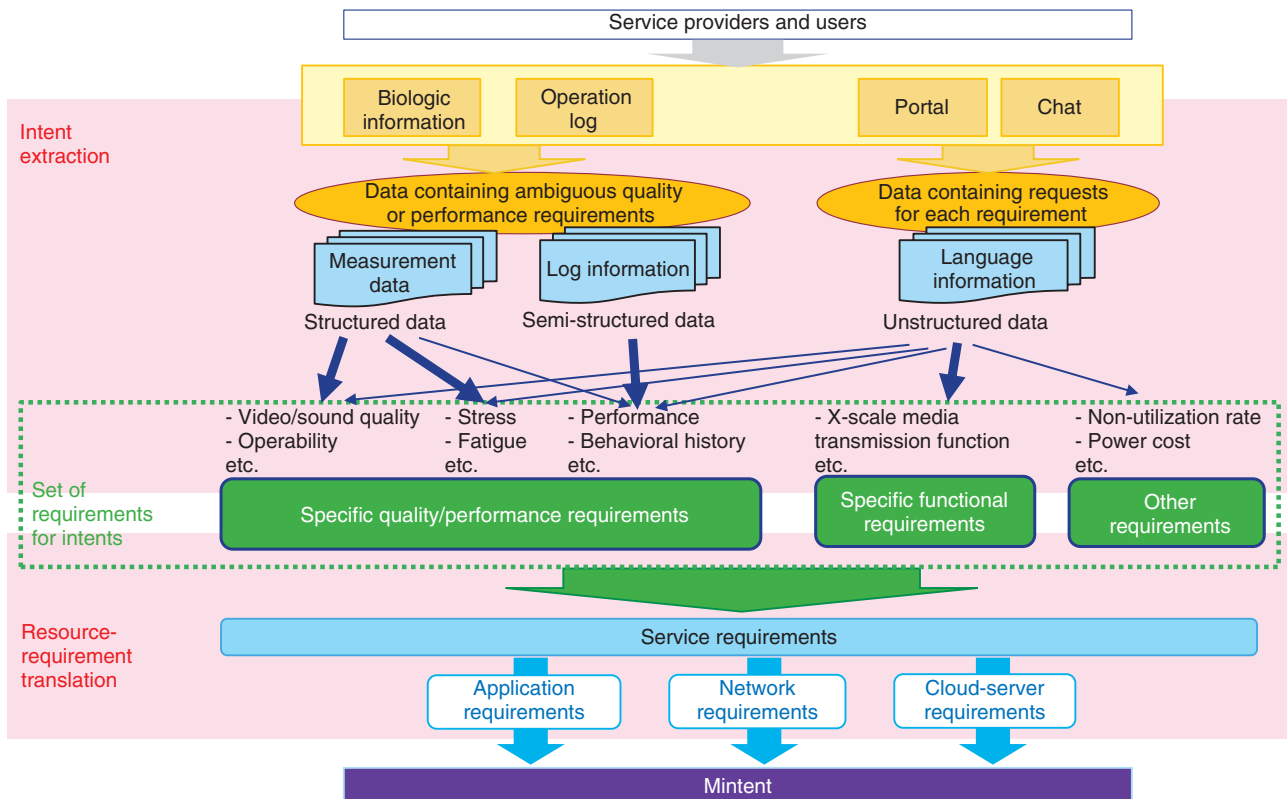 Service providers and users
Biologic
information
Operation
log
Portal
Chat
Intent
extraction
Data containing ambiguous quality
or performance requirements
Data containing requests
for each requirement
Measurement
data
Log information
Language
information
Structured data
Semi-structured data
Unstructured data
- Video/sound quality
- Operability
etc.
- Stress
- Fatigue
etc.
- Performance
- Behavioral history
etc.
- X-scale media
transmission function
etc.
- Non-utilization rate
- Power cost
etc.
Set of
requirements
for intents
Specific quality/performance requirements
Specific functional
requirements
Other
requirements
Resource-
requirement
translation
Service requirements
Application
requirements
Network
requirements
Cloud-server
requirements
Mintent